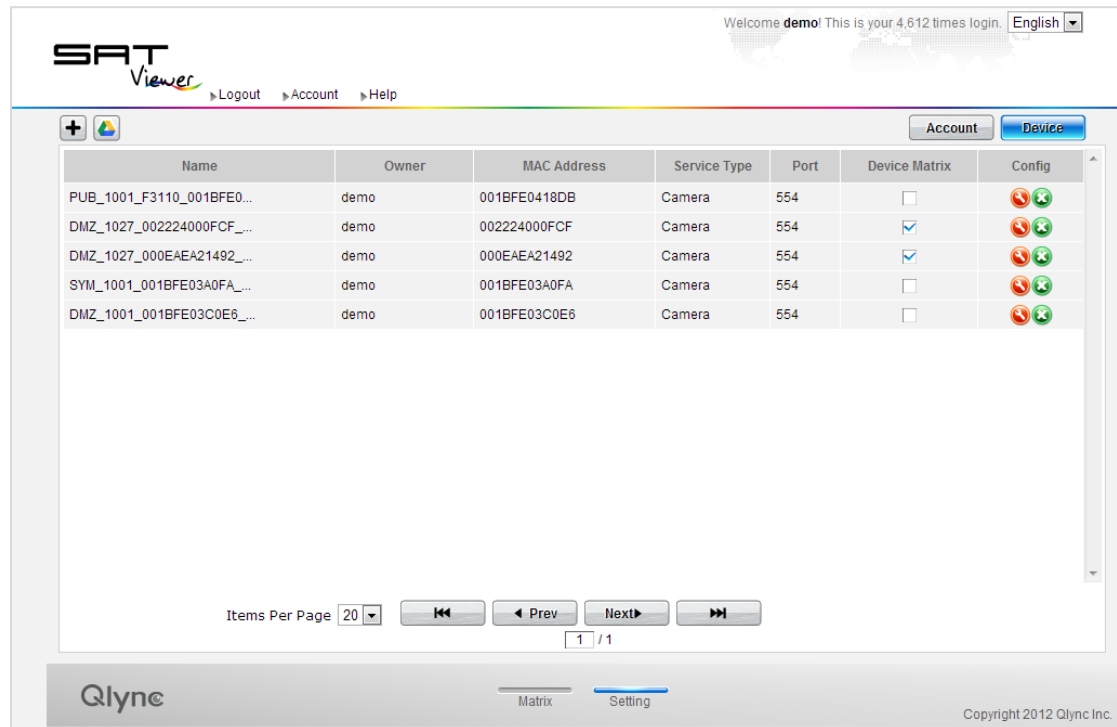 Welcome demo! This is your 4,612 times login. English
SAT
Viewer
Logout Account Help
Account Device
Name Owner MAC Address Service Type Port Device Matrix Config
PUB_1001_F3110_001BFE0... demo 001BFE0418DB Camera 554
DMZ_1027_002224000FCF_... demo 002224000FCF Camera 554
DMZ_1027_000EAEA21492_... demo 000EAEA21492 Camera 554
SYM_1001_001BFE03A0FA_... demo 001BFE03A0FA Camera 554
DMZ_1001_001BFE03C0E6_... demo 001BFE03C0E6 Camera 554
Items Per Page 20 Prev Next
1 / 1
Qlync
Matrix Setting
Copyright 2012 Qlync Inc.